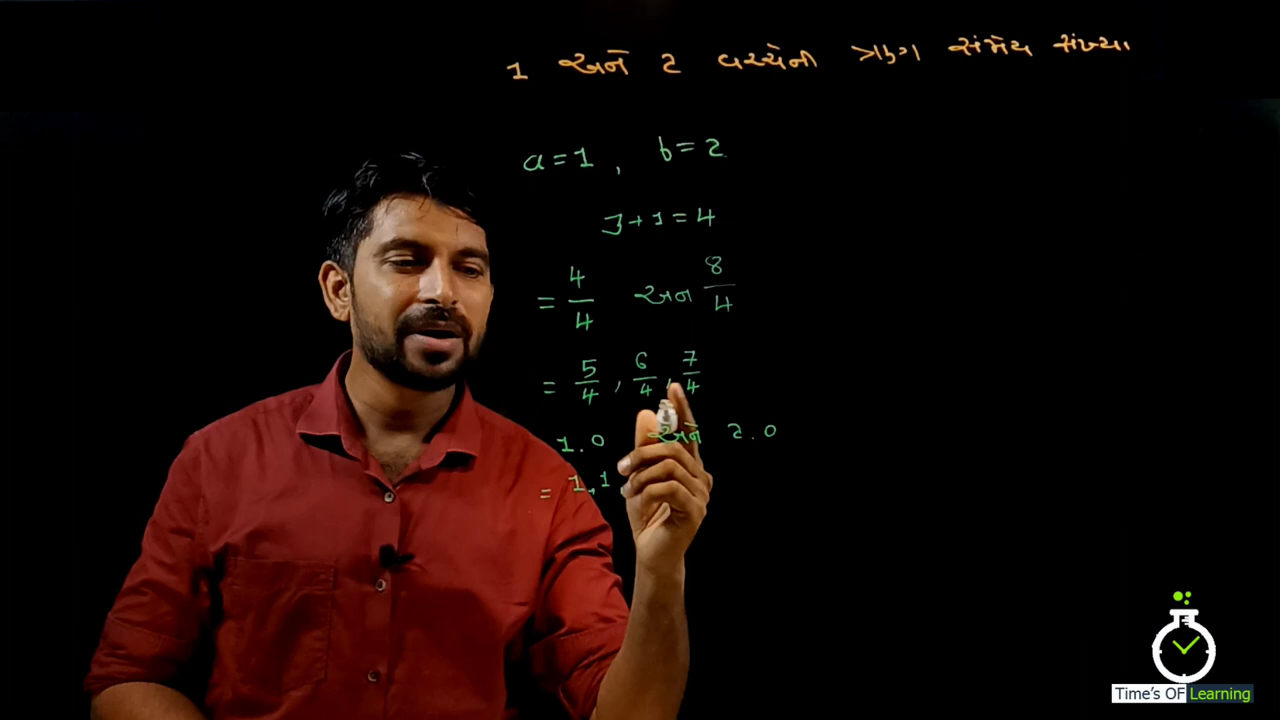 1 અને 2 વચ્ચેની ત્રણ સંમેય સંખ્યા
a = 1 , b = 2
3 + 1 = 4
= 4/4 અને 8/4
= 5/4 , 6/4 , 7/4
1.0 અને 2.0
= 1.1,
Time's OF Learning